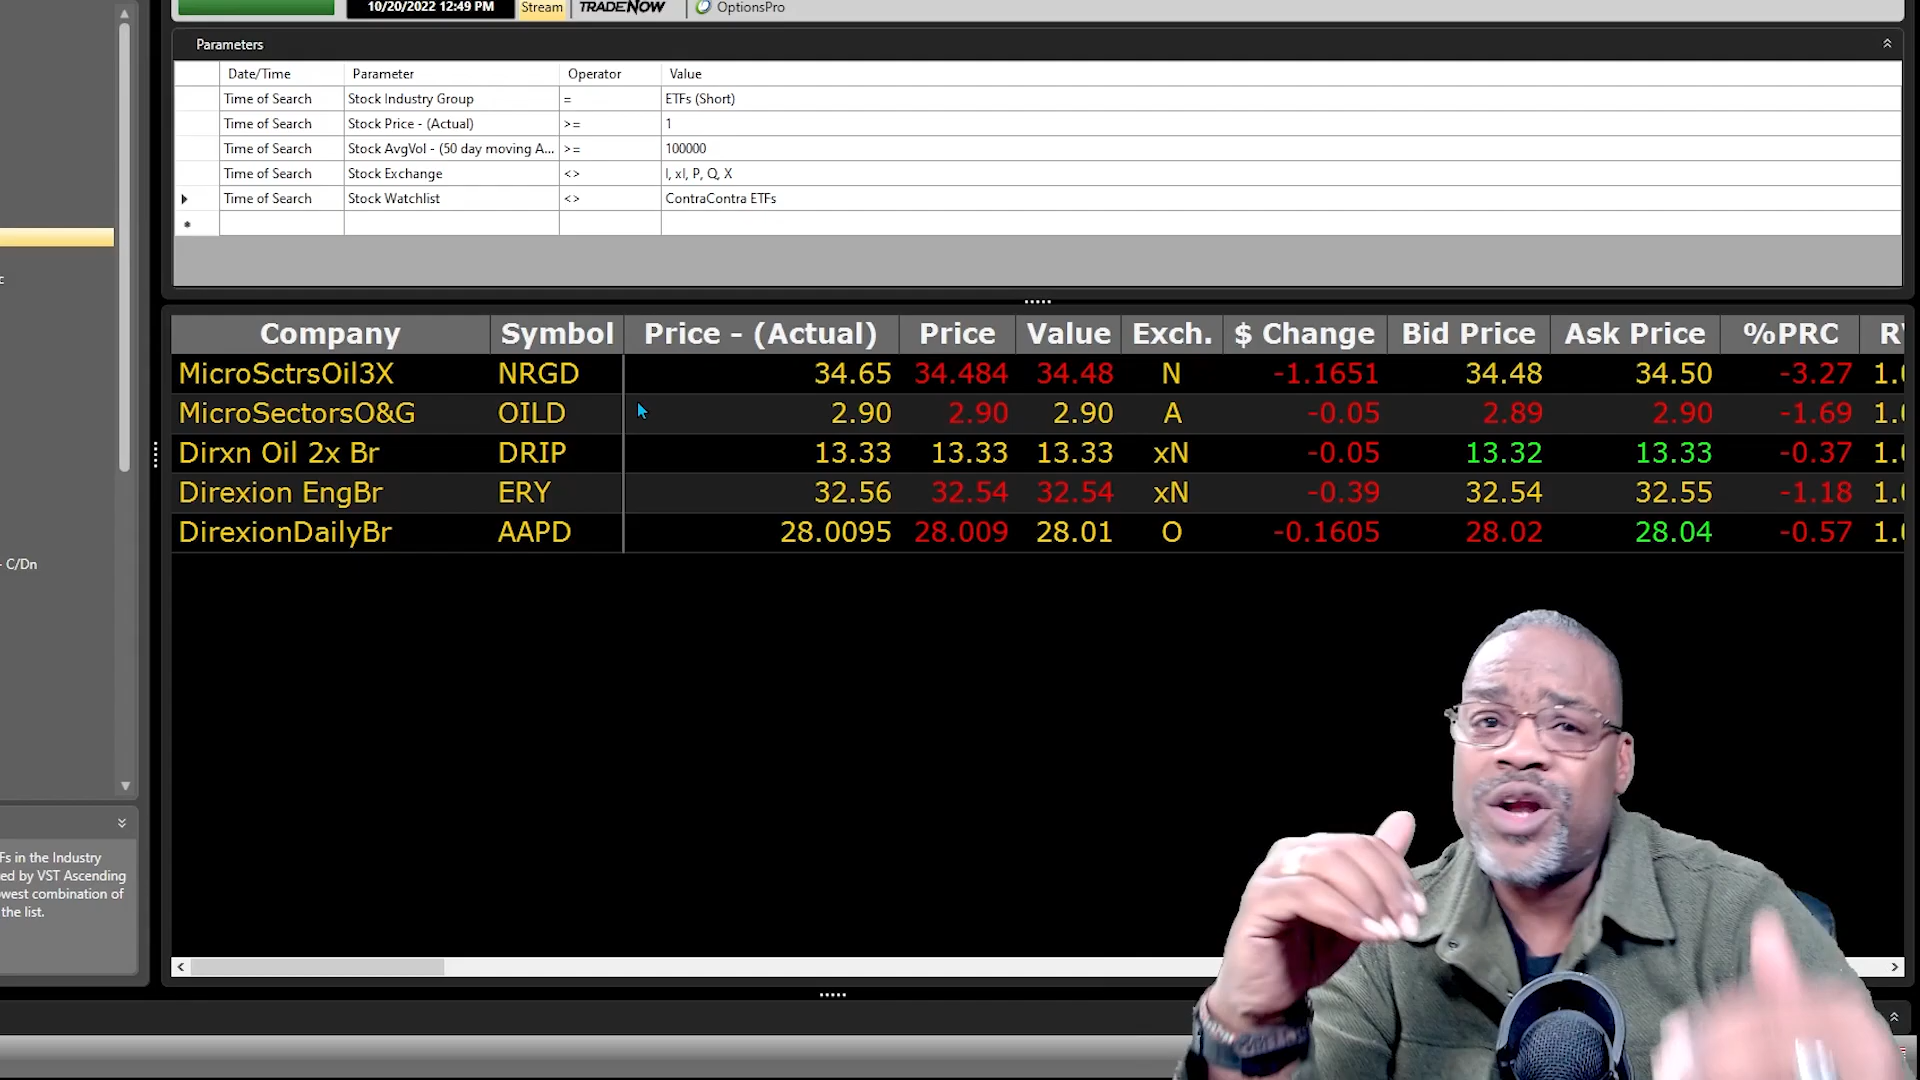 10/20/2022 12:49 PM Stream TRADENOW OptionsPro
Parameters
Date/Time Parameter Operator Value
Time of Search Stock Industry Group = ETFs (Short)
Time of Search Stock Price - (Actual) >= 1
Time of Search Stock AvgVol - (50 day moving A... >= 100000
Time of Search Stock Exchange <> I, xI, P, Q, X
Time of Search Stock Watchlist <> ContraContra ETFs
Company Symbol Price - (Actual) Price Value Exch. $ Change Bid Price Ask Price %PRC
MicroSctrsOil3X NRGD 34.65 34.484 34.48 N -1.1651 34.48 34.50 -3.27
MicroSectorsO&G OILD 2.90 2.90 2.90 A -0.05 2.89 2.90 -1.69
Dirxn Oil 2x Br DRIP 13.33 13.33 13.33 xN -0.05 13.32 13.33 -0.37
Direxion EngBr ERY 32.56 32.54 32.54 xN -0.39 32.54 32.55 -1.18
DirexionDailyBr AAPD 28.0095 28.009 28.01 O -0.1605 28.02 28.04 -0.57
- C/Dn
Fs in the Industry
ed by VST Ascending
owest combination of
the list.